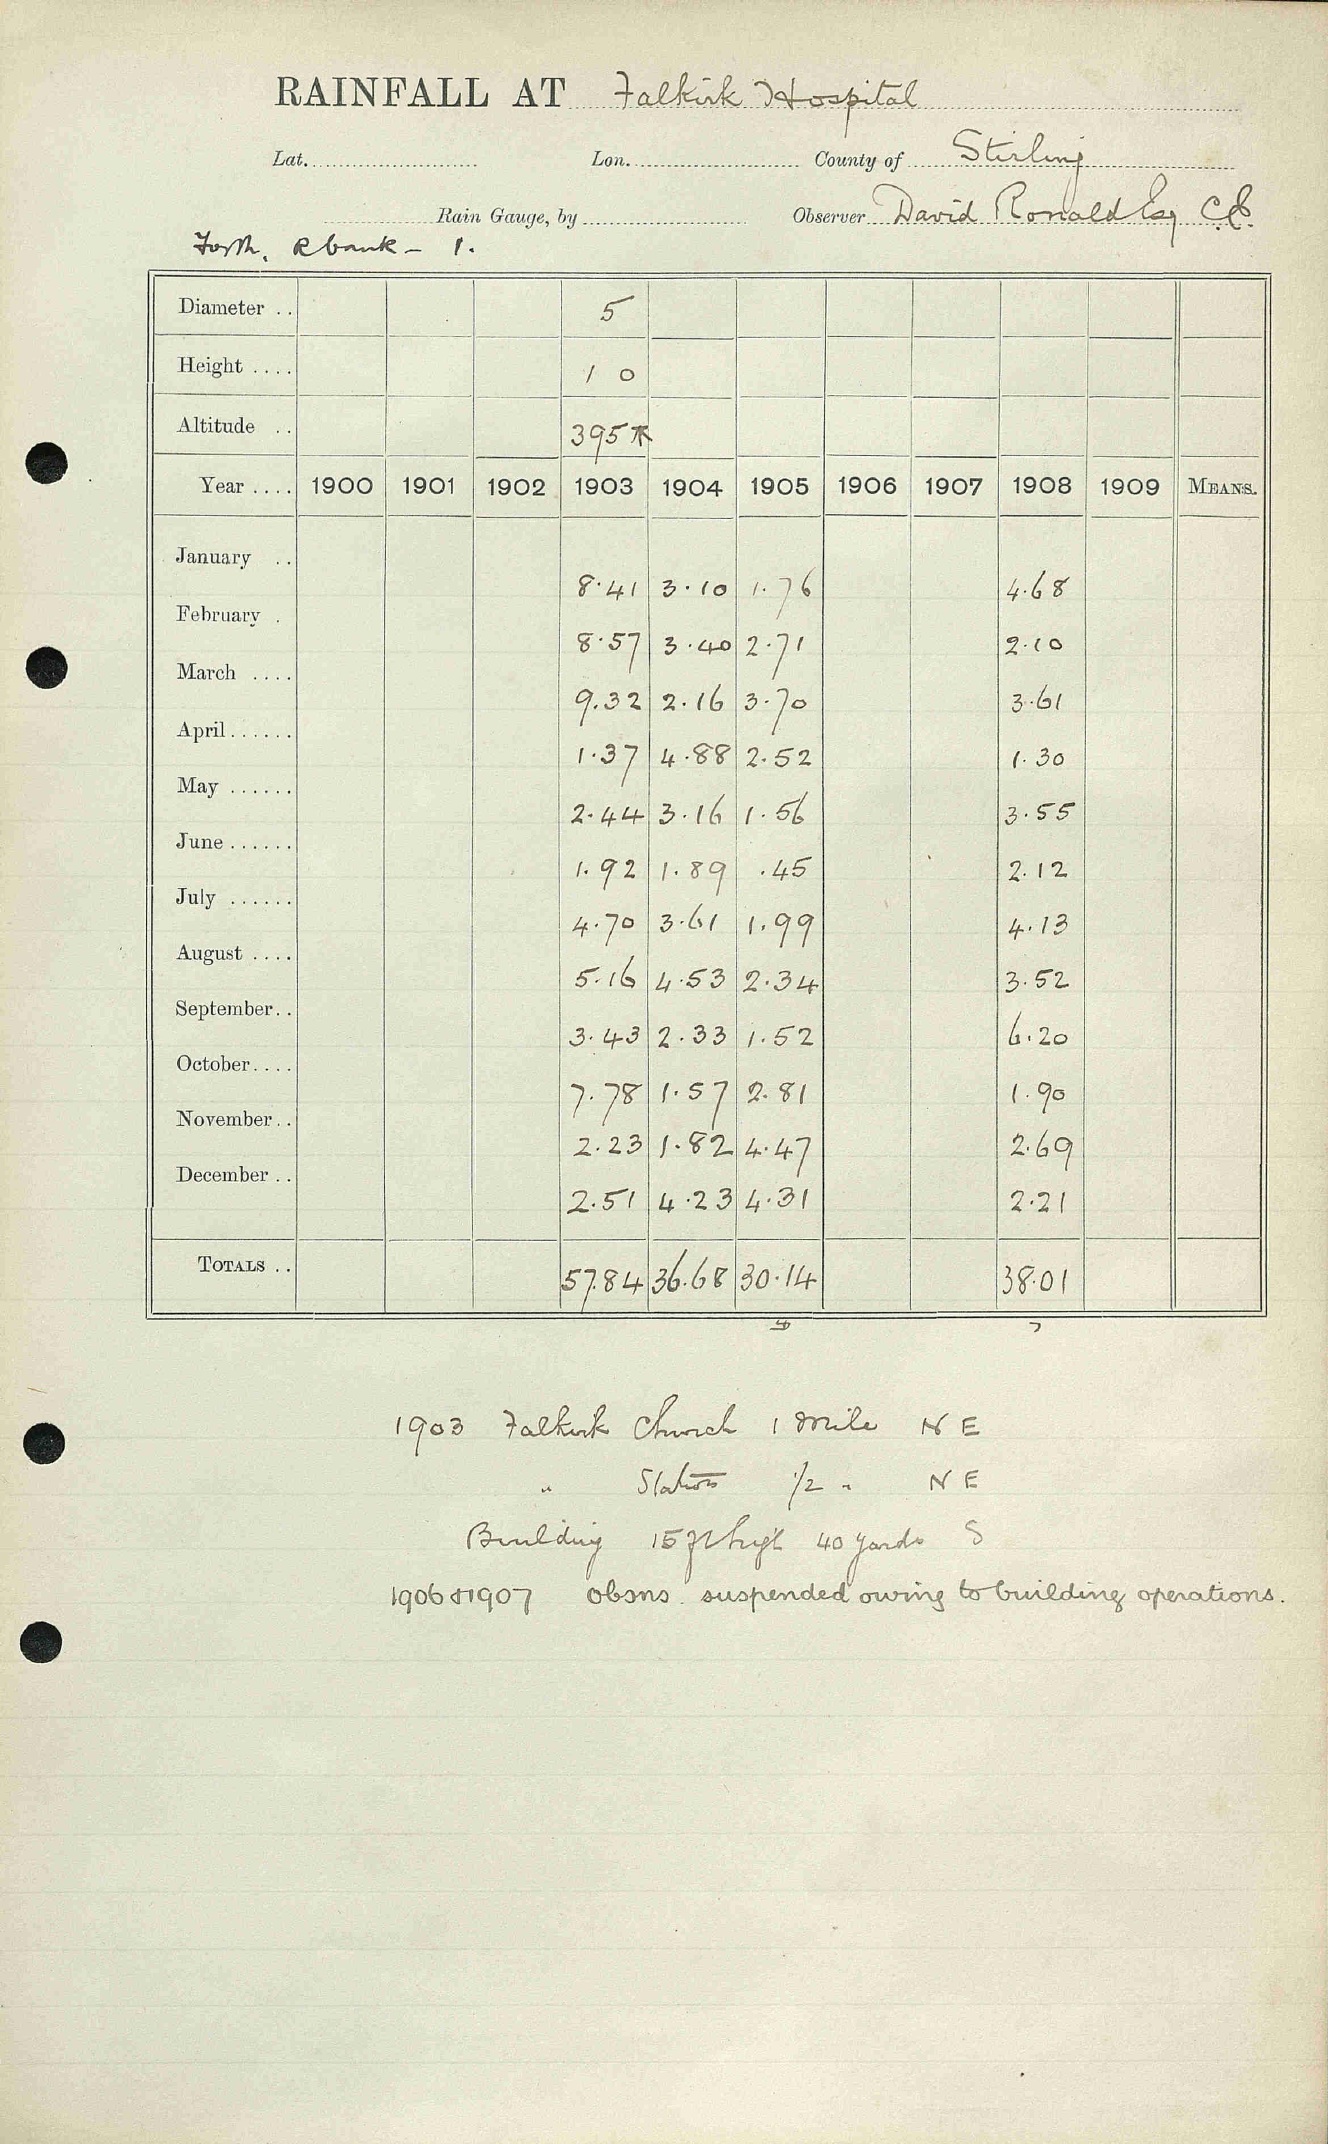 RAINFALL AT Falkirk Hospital
Lat. Lon. County of Stirling
Rain Gauge, by Observer David Ronald Esq C.E.
Forth, R bank - 1.
Diameter .. 5
Height .... 1 0
Altitude .. 395
Year .... 1900 1901 1902 1903 1904 1905 1906 1907 1908 1909 MEANS.
January .. 8.41 3.10 1.76 4.68
February . 8.57 3.40 2.71 2.10
March .... 9.32 2.16 3.70 3.61
April ...... 1.37 4.88 2.52 1.30
May ...... 2.44 3.16 1.56 3.55
June ...... 1.92 1.89 .45 2.12
July ...... 4.70 3.61 1.99 4.13
August .... 5.16 4.53 2.34 3.52
September .. 3.43 2.33 1.52 6.20
October .... 7.78 1.57 2.81 1.90
November .. 2.23 1.82 4.47 2.69
December .. 2.51 4.23 4.31 2.21
TOTALS .. 57.84 36.68 30.14 38.01
1903 Falkirk Church 1 Mile N E
" Station 1/2 " N E
Building 15 ft high 40 yards S
1906 & 1907 obsns. suspended owing to building operations.